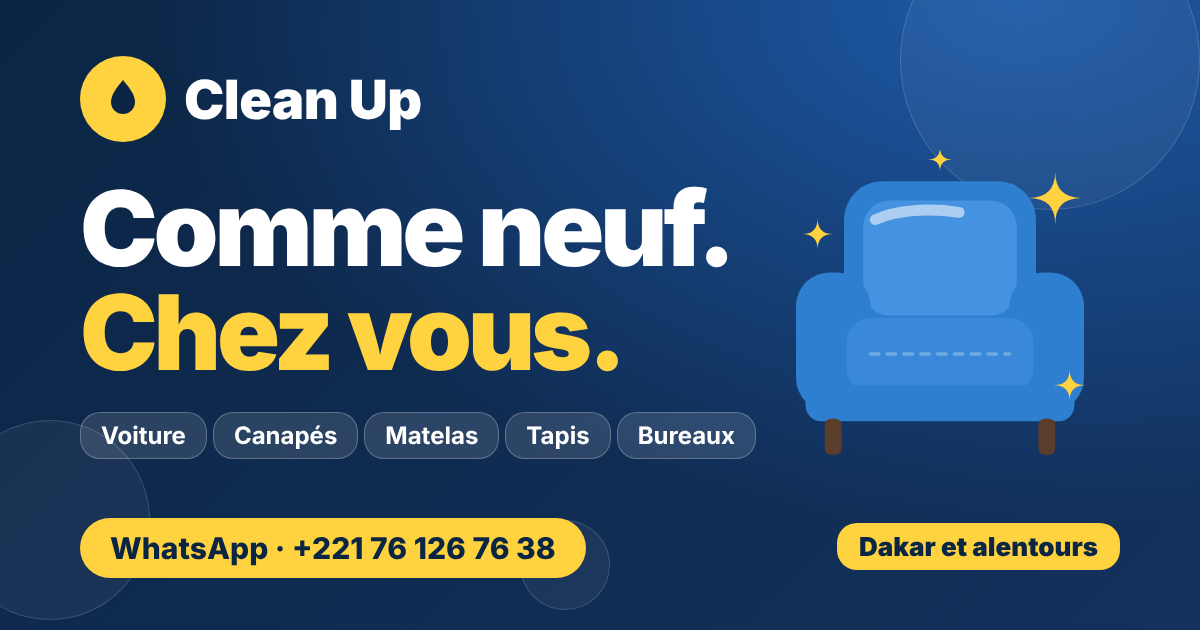 Clean Up
Comme neuf.
Chez vous.
Voiture
Canapés
Matelas
Tapis
Bureaux
WhatsApp · +221 76 126 76 38
Dakar et alentours